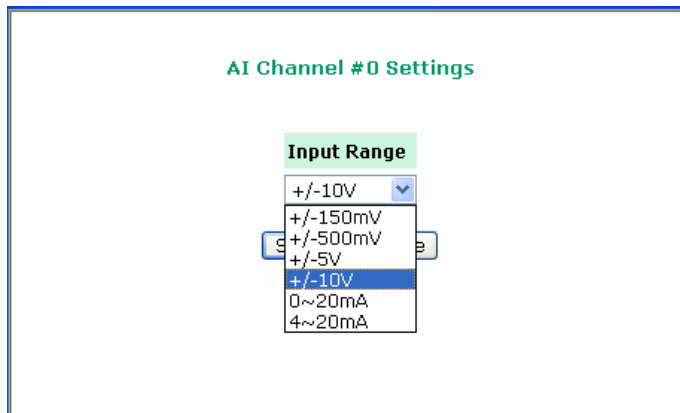 AI Channel #0 Settings
Input Range
+/-10V
+/-150mV
+/-500mV
+/-5V
+/-10V
0~20mA
4~20mA